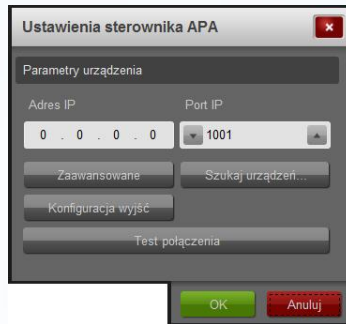 Ustawienia sterownika APA
Parametry urządzenia
Adres IP Port IP
0 . 0 . 0 . 0 1001
Zaawansowane Szukaj urządzeń...
Konfiguracja wyjść
Test połączenia
OK Anuluj